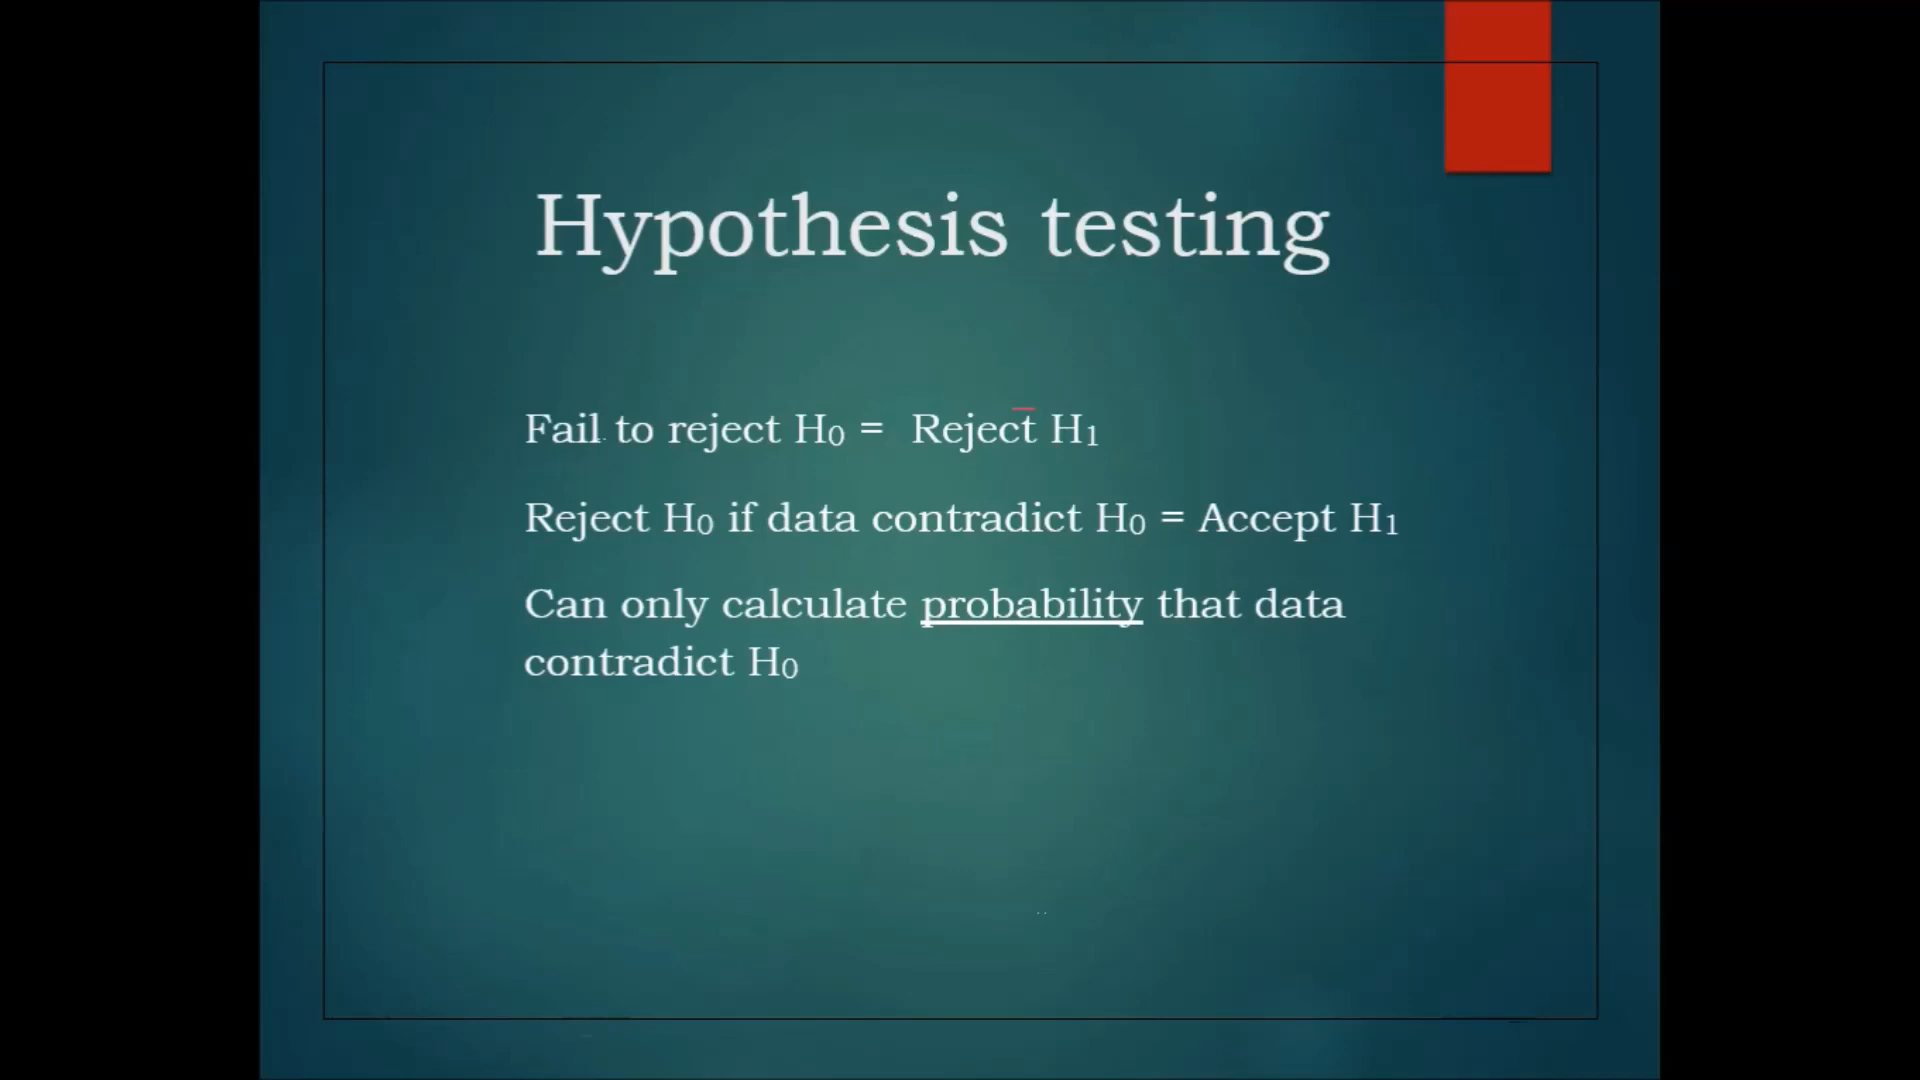 Hypothesis testing
Fail to reject H₀ = Reject H₁
Reject H₀ if data contradict H₀ = Accept H₁
Can only calculate probability that data
contradict H₀